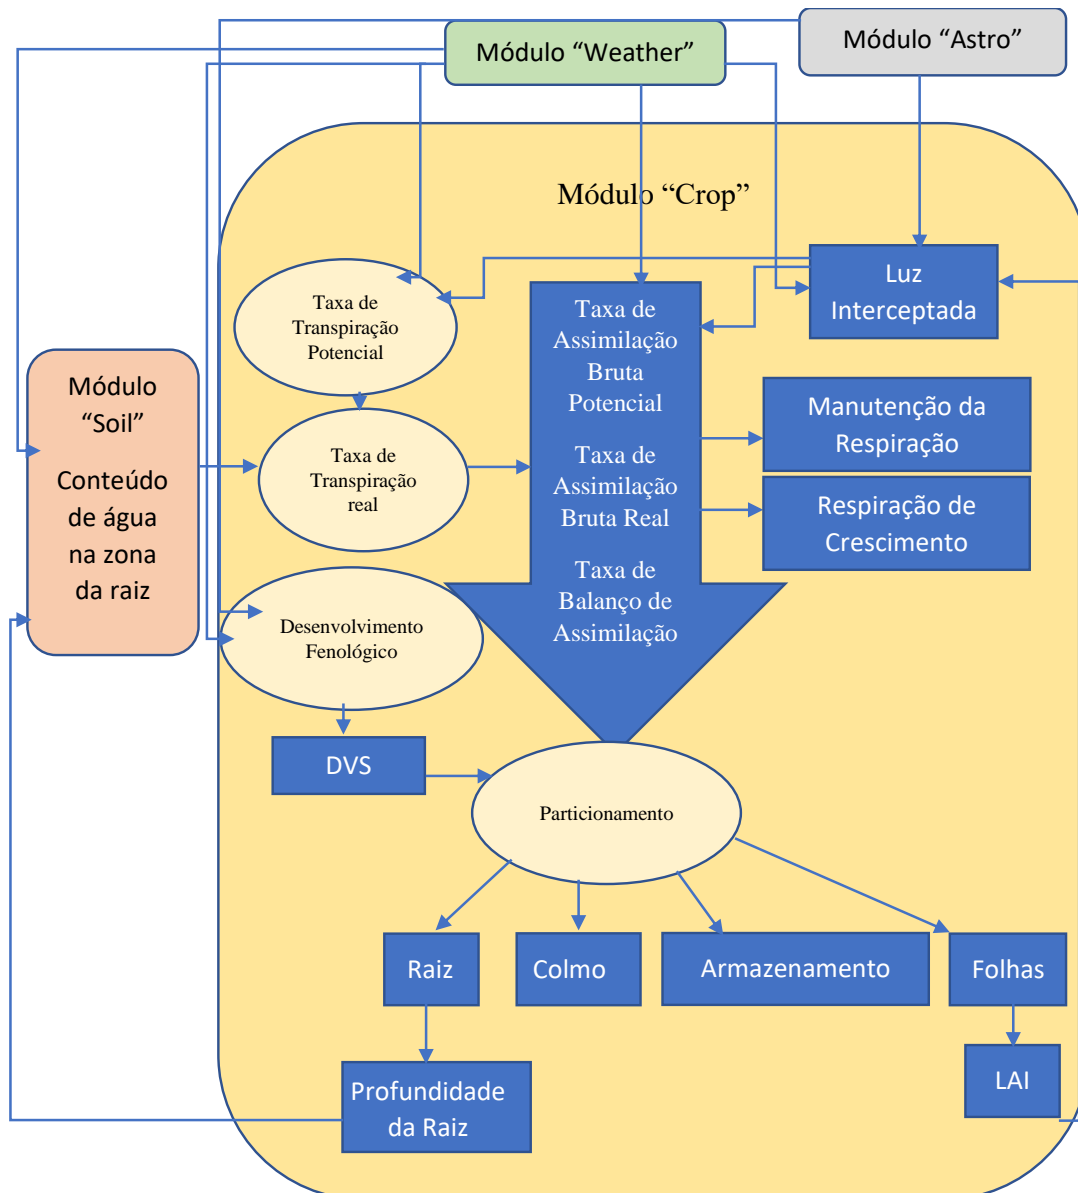 Módulo “Weather”
Módulo “Astro”
Módulo “Crop”
Luz
Interceptada
Taxa de
Transpiração
Potencial
Taxa de
Assimilação
Bruta
Potencial
Módulo
“Soil”
Conteúdo
de água
na zona
da raiz
Manutenção da
Respiração
Taxa de
Transpiração
real
Taxa de
Assimilação
Bruta Real
Respiração de
Crescimento
Taxa de
Balanço de
Assimilação
Desenvolvimento
Fenológico
DVS
Particionamento
Raiz
Colmo
Armazenamento
Folhas
Profundidade
da Raiz
LAI